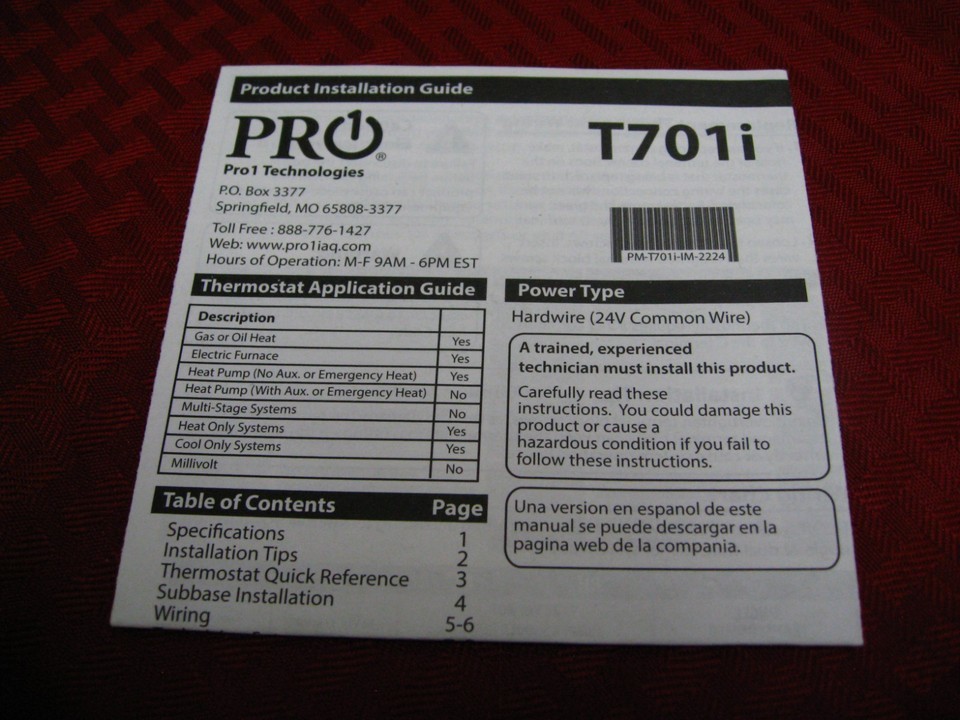 Product Installation Guide
PRO1®
T701i
Pro1 Technologies
P.O. Box 3377
Springfield, MO 65808-3377
Toll Free : 888-776-1427
Web: www.pro1iaq.com
Hours of Operation: M-F 9AM - 6PM EST
PM-T701i-IM-2224
Thermostat Application Guide
Description
Gas or Oil Heat Yes
Electric Furnace Yes
Heat Pump (No Aux. or Emergency Heat) Yes
Heat Pump (With Aux. or Emergency Heat) No
Multi-Stage Systems No
Heat Only Systems Yes
Cool Only Systems Yes
Millivolt No
Table of Contents Page
Specifications 1
Installation Tips 2
Thermostat Quick Reference 3
Subbase Installation 4
Wiring 5-6
Power Type
Hardwire (24V Common Wire)
A trained, experienced
technician must install this product.
Carefully read these
instructions. You could damage this
product or cause a
hazardous condition if you fail to
follow these instructions.
Una version en espanol de este
manual se puede descargar en la
pagina web de la compania.